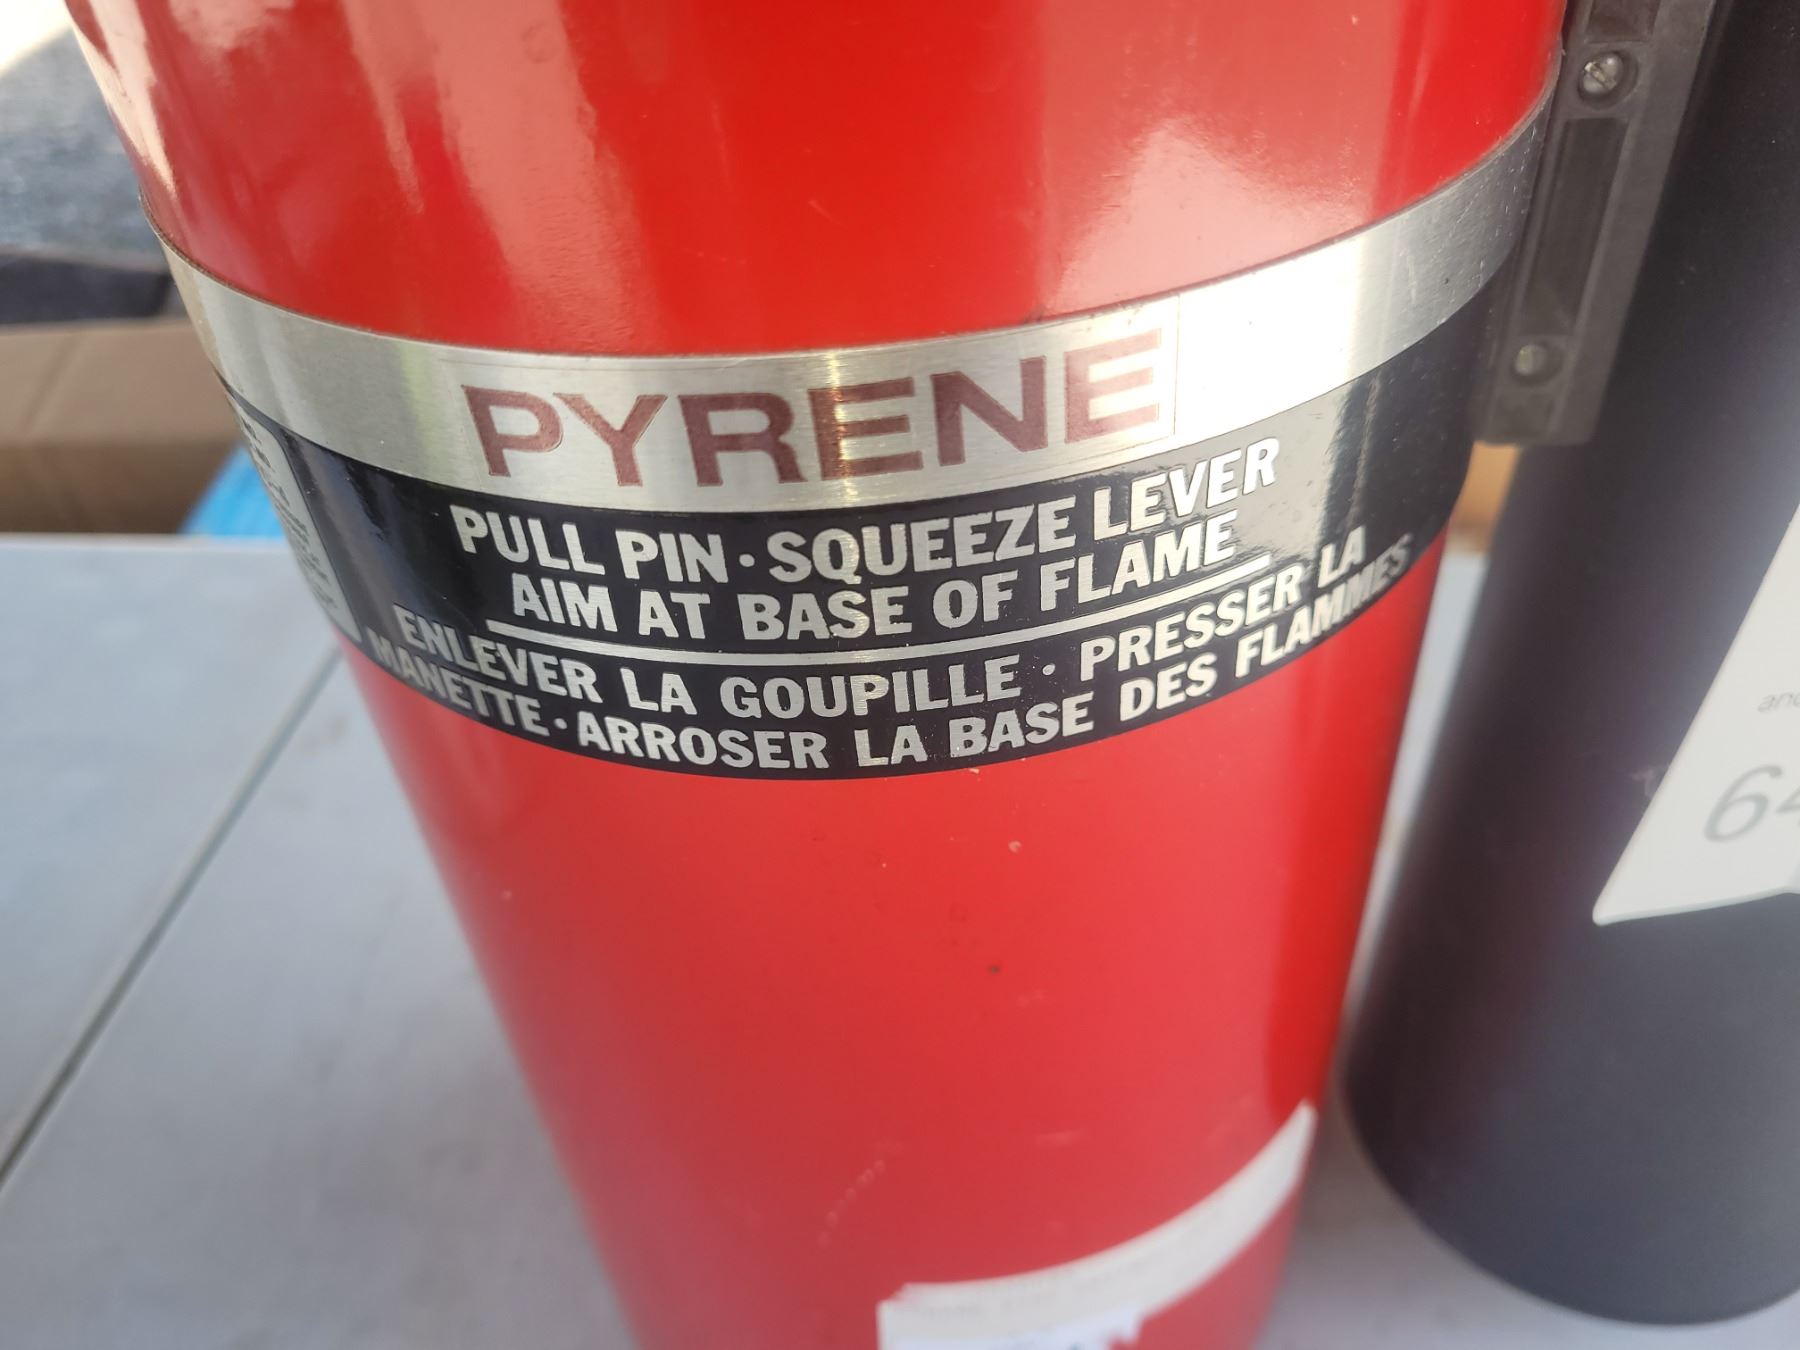 PYRENE
PULL PIN · SQUEEZE LEVER
AIM AT BASE OF FLAME
ENLEVER LA GOUPILLE · PRESSER LA
MANETTE · ARROSER LA BASE DES FLAMMES
64